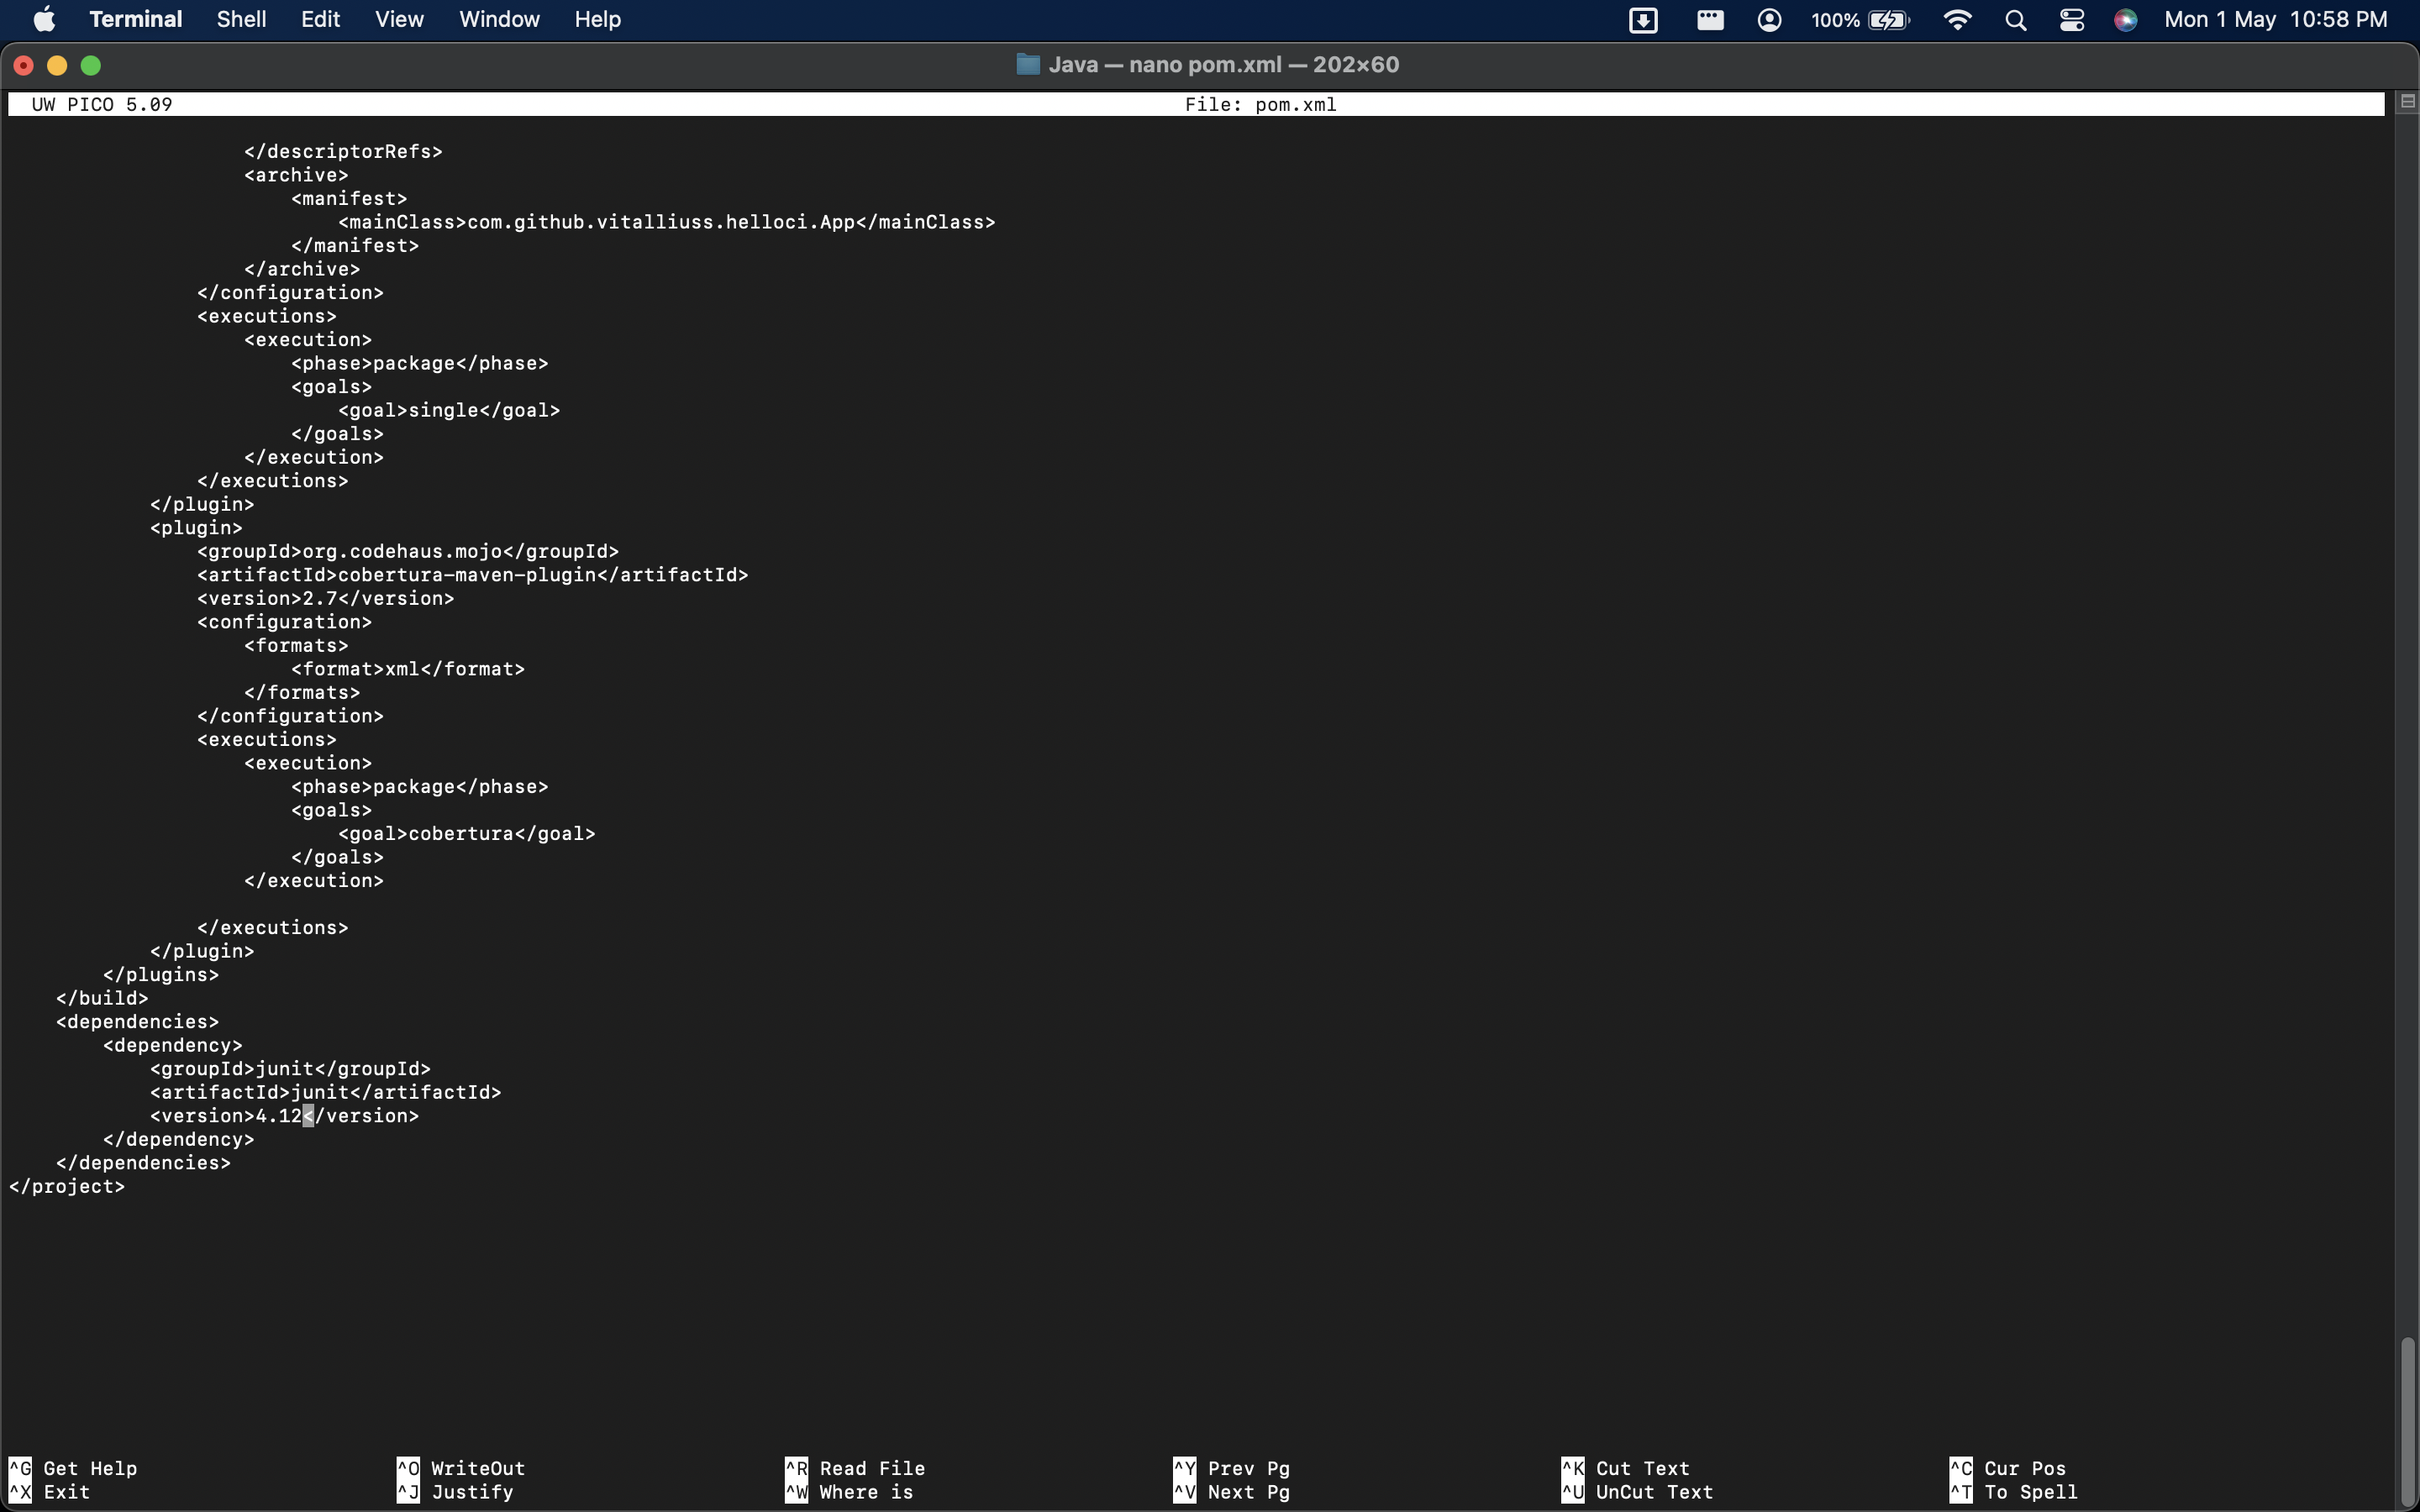 Terminal Shell Edit View Window Help 100% Mon 1 May 10:58 PM
Java — nano pom.xml — 202×60
UW PICO 5.09 File: pom.xml
</descriptorRefs>
<archive>
<manifest>
<mainClass>com.github.vitalliuss.helloci.App</mainClass>
</manifest>
</archive>
</configuration>
<executions>
<execution>
<phase>package</phase>
<goals>
<goal>single</goal>
</goals>
</execution>
</executions>
</plugin>
<plugin>
<groupId>org.codehaus.mojo</groupId>
<artifactId>cobertura-maven-plugin</artifactId>
<version>2.7</version>
<configuration>
<formats>
<format>xml</format>
</formats>
</configuration>
<executions>
<execution>
<phase>package</phase>
<goals>
<goal>cobertura</goal>
</goals>
</execution>
</executions>
</plugin>
</plugins>
</build>
<dependencies>
<dependency>
<groupId>junit</groupId>
<artifactId>junit</artifactId>
<version>4.12</version>
</dependency>
</dependencies>
</project>
^G Get Help ^O WriteOut ^R Read File ^Y Prev Pg ^K Cut Text ^C Cur Pos
^X Exit ^J Justify ^W Where is ^V Next Pg ^U UnCut Text ^T To Spell